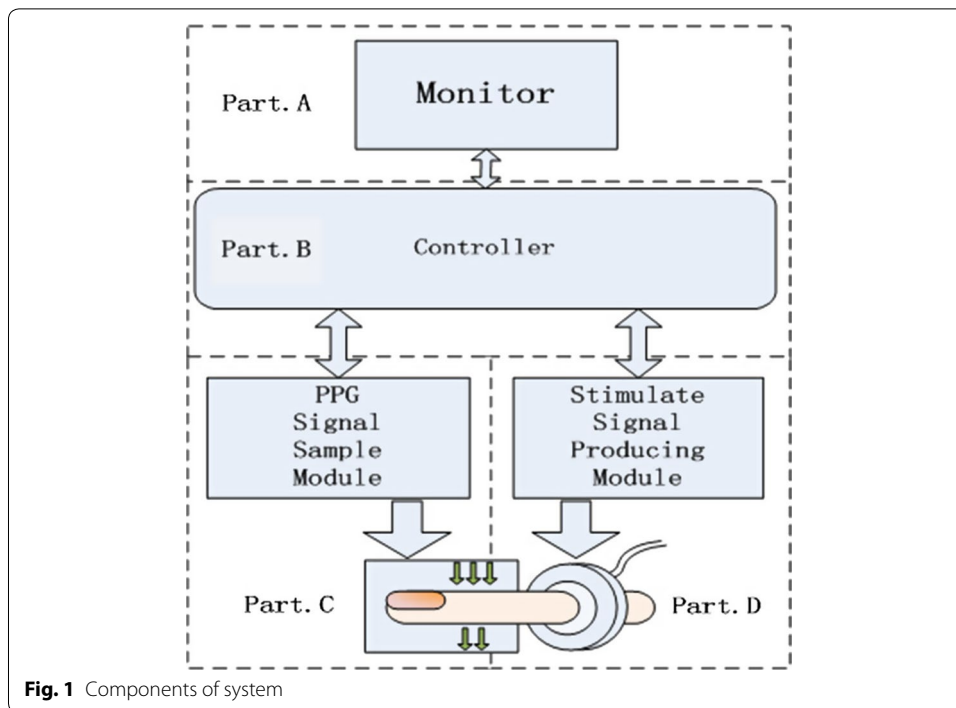 Part.A
Monitor
Part.B
Controller
PPG
Signal
Sample
Module
Stimulate
Signal
Producing
Module
Part.C
Part.D
Fig. 1 Components of system